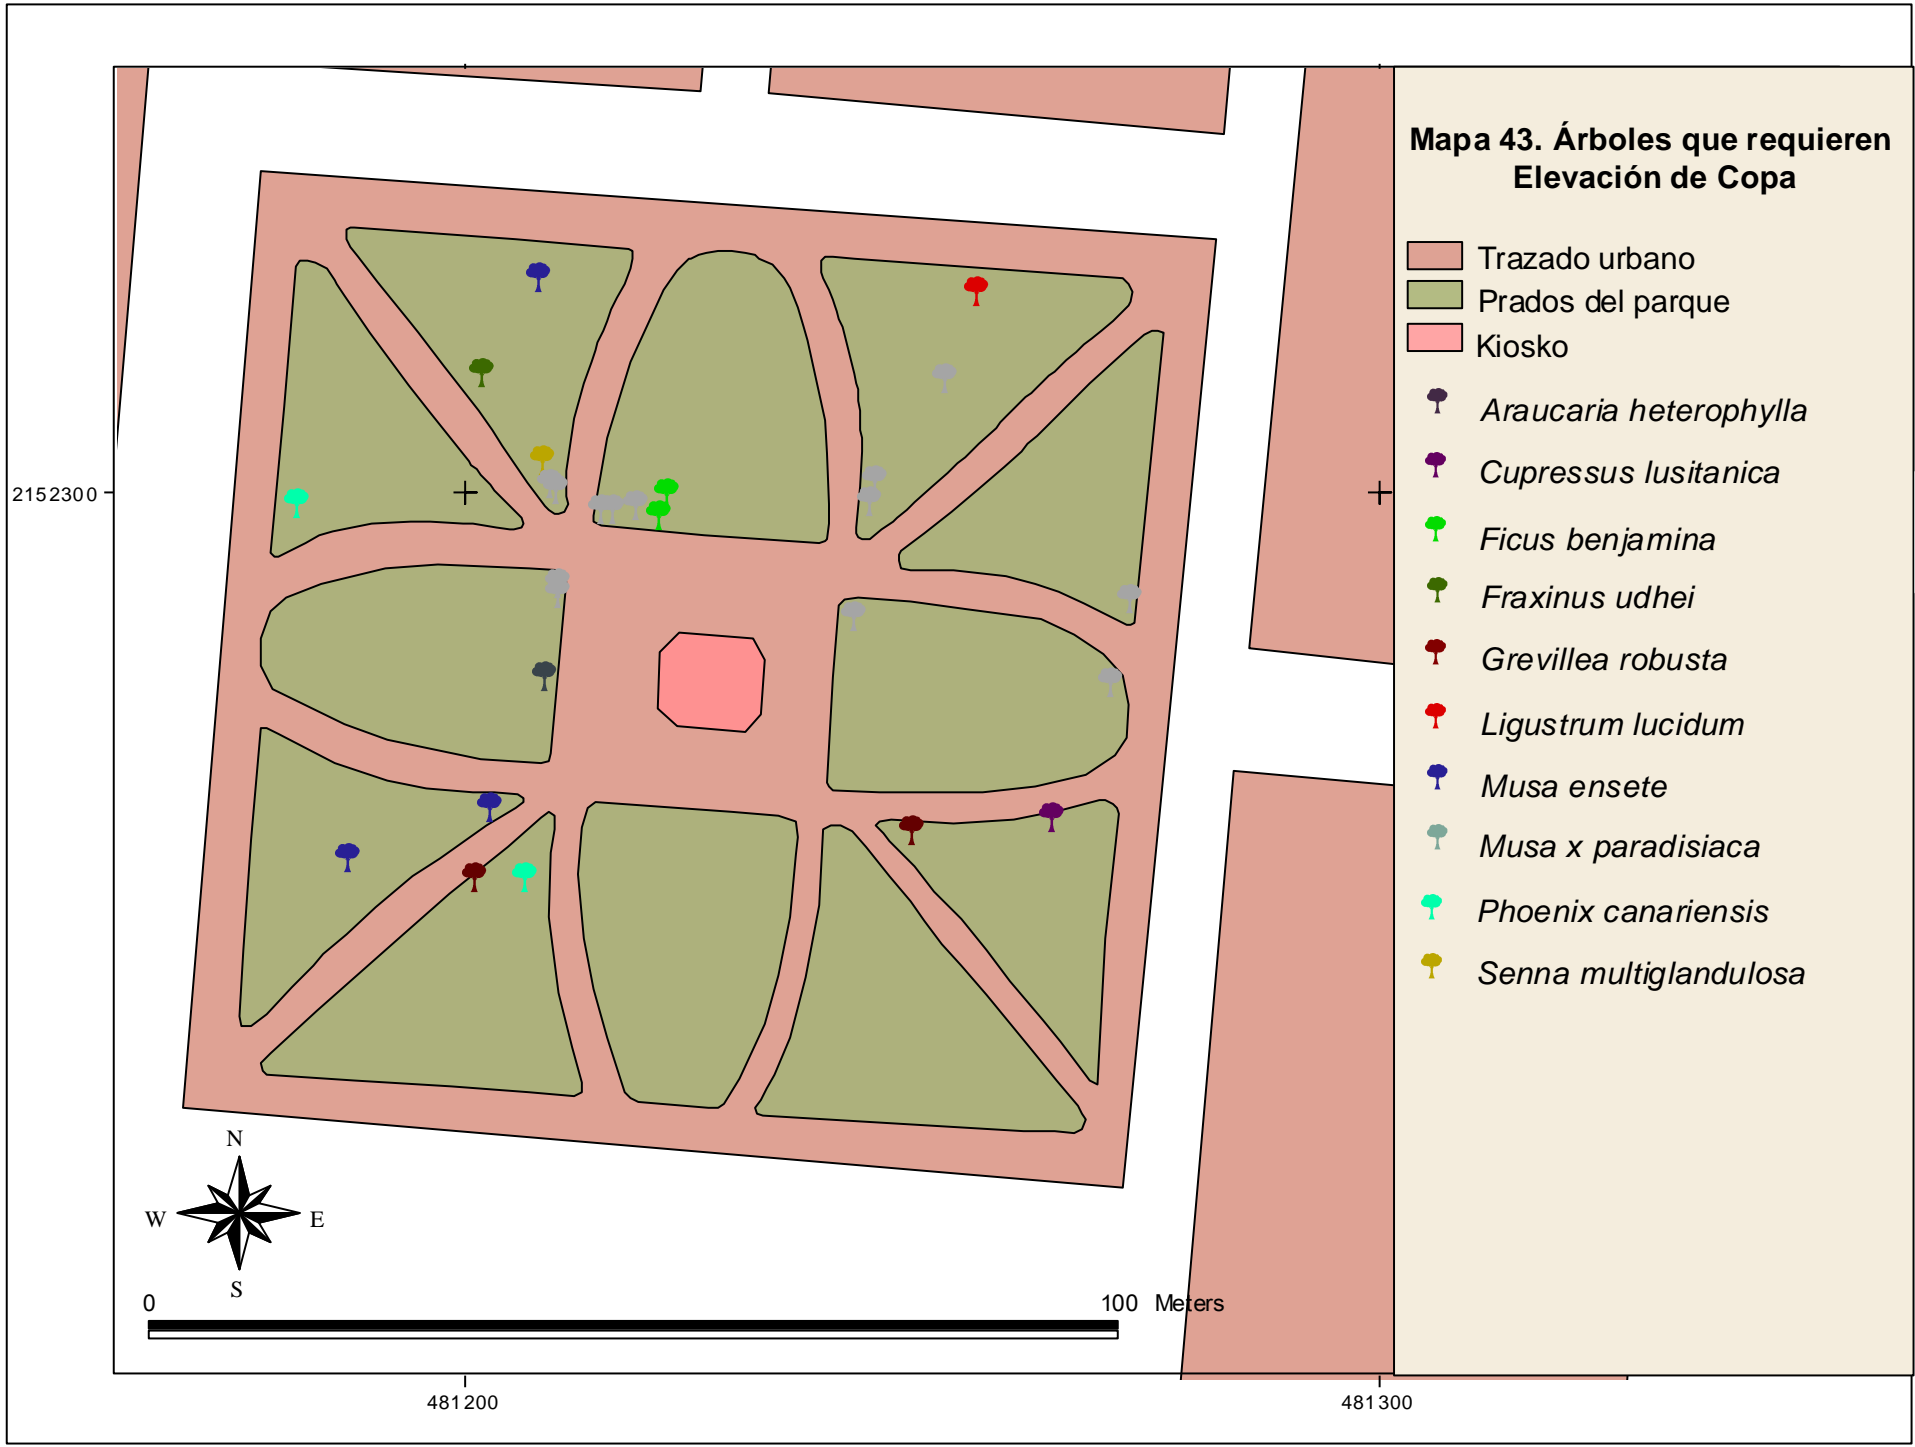 Mapa 43. Árboles que requieren
Elevación de Copa
Trazado urbano
Prados del parque
Kiosko
Araucaria heterophylla
Cupressus lusitanica
Ficus benjamina
Fraxinus udhei
Grevillea robusta
Ligustrum lucidum
Musa ensete
Musa x paradisiaca
Phoenix canariensis
Senna multiglandulosa
2152300
N
W
E
S
0
100 Meters
481200
481300